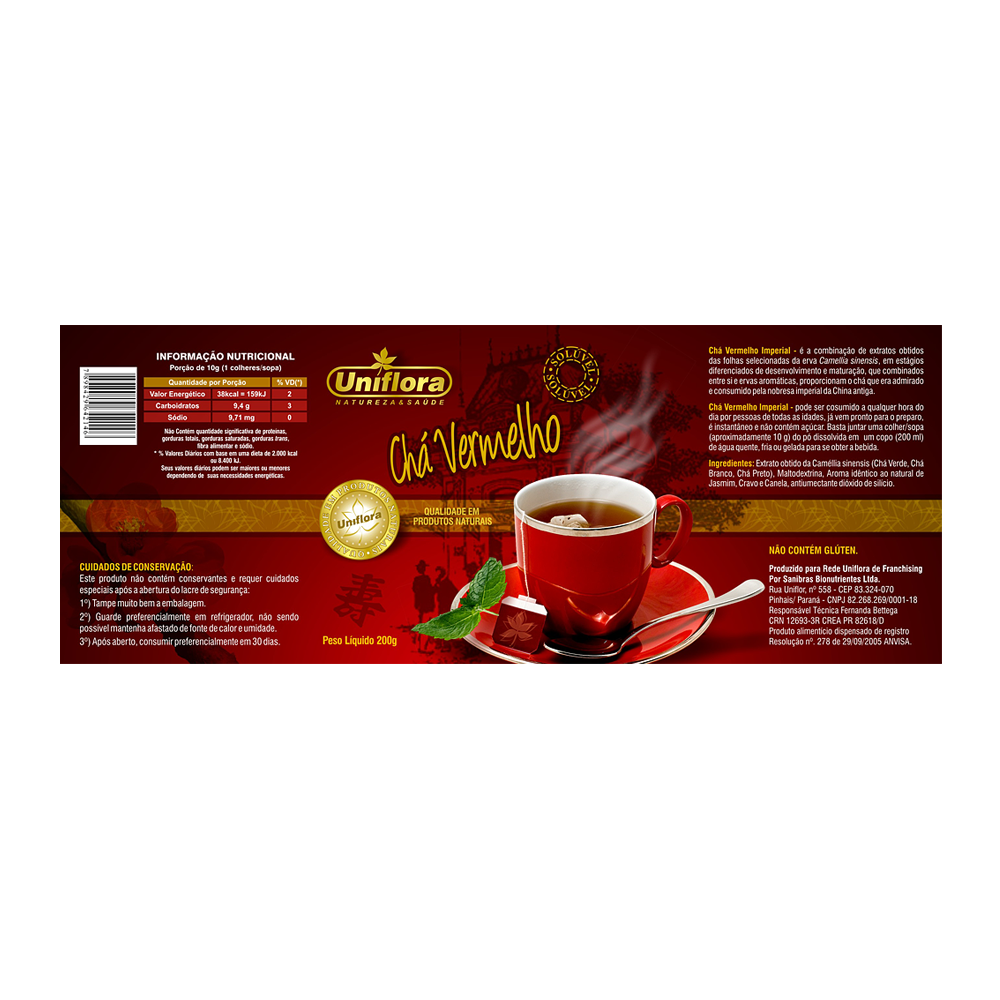 INFORMAÇÃO NUTRICIONAL
Porção de 10g (1 colheres/sopa)
Quantidade por Porção % VD(*)
Valor Energético 38kcal = 159kJ 2
Carboidratos 9,4 g 3
Sódio 9,71 mg 0
Não Contém quantidade significativa de proteínas,
gorduras totais, gorduras saturadas, gorduras trans,
fibra alimentar e sódio.
* % Valores Diários com base em uma dieta de 2.000 kcal
ou 8.400 kJ.
Seus valores diários podem ser maiores ou menores
dependendo de suas necessidades energéticas.
CUIDADOS DE CONSERVAÇÃO:
Este produto não contém conservantes e requer cuidados
especiais após a abertura do lacre de segurança:
1º) Tampe muito bem a embalagem.
2º) Guarde preferencialmente em refrigerador, não sendo
possível mantenha afastado de fonte de calor e umidade.
3º) Após aberto, consumir preferencialmente em 30 dias.
Uniflora
NATUREZA & SAÚDE
SOLÚVEL
SOLÚVEL
Chá Vermelho
Uniflora
QUALIDADE EM
PRODUTOS NATURAIS
壽
Peso Líquido 200g
Chá Vermelho Imperial - é a combinação de extratos obtidos
das folhas selecionadas da erva Camellia sinensis, em estágios
diferenciados de desenvolvimento e maturação, que combinados
entre si e ervas aromáticas, proporcionam o chá que era admirado
e consumido pela nobresa imperial da China antiga.
Chá Vermelho Imperial - pode ser cosumido a qualquer hora do
dia por pessoas de todas as idades, já vem pronto para o preparo,
é instantâneo e não contém açúcar. Basta juntar uma colher/sopa
(aproximadamente 10 g) do pó dissolvida em um copo (200 ml)
de água quente, fria ou gelada para se obter a bebida.
Ingredientes: Extrato obtido da Caméllia sinensis (Chá Verde, Chá
Branco, Chá Preto), Maltodextrina, Aroma idêntico ao natural de
Jasmim, Cravo e Canela, antiumectante dióxido de silício.
NÃO CONTÉM GLÚTEN.
Produzido para Rede Uniflora de Franchising
Por Sanibras Bionutrientes Ltda.
Rua Uniflor, nº 558 - CEP 83.324-070
Pinhais/ Paraná - CNPJ 82.268.269/0001-18
Responsável Técnica Fernanda Bettega
CRN 12693-3R CREA PR 82618/D
Produto alimentício dispensado de registro
Resolução nº. 278 de 29/09/2005 ANVISA.